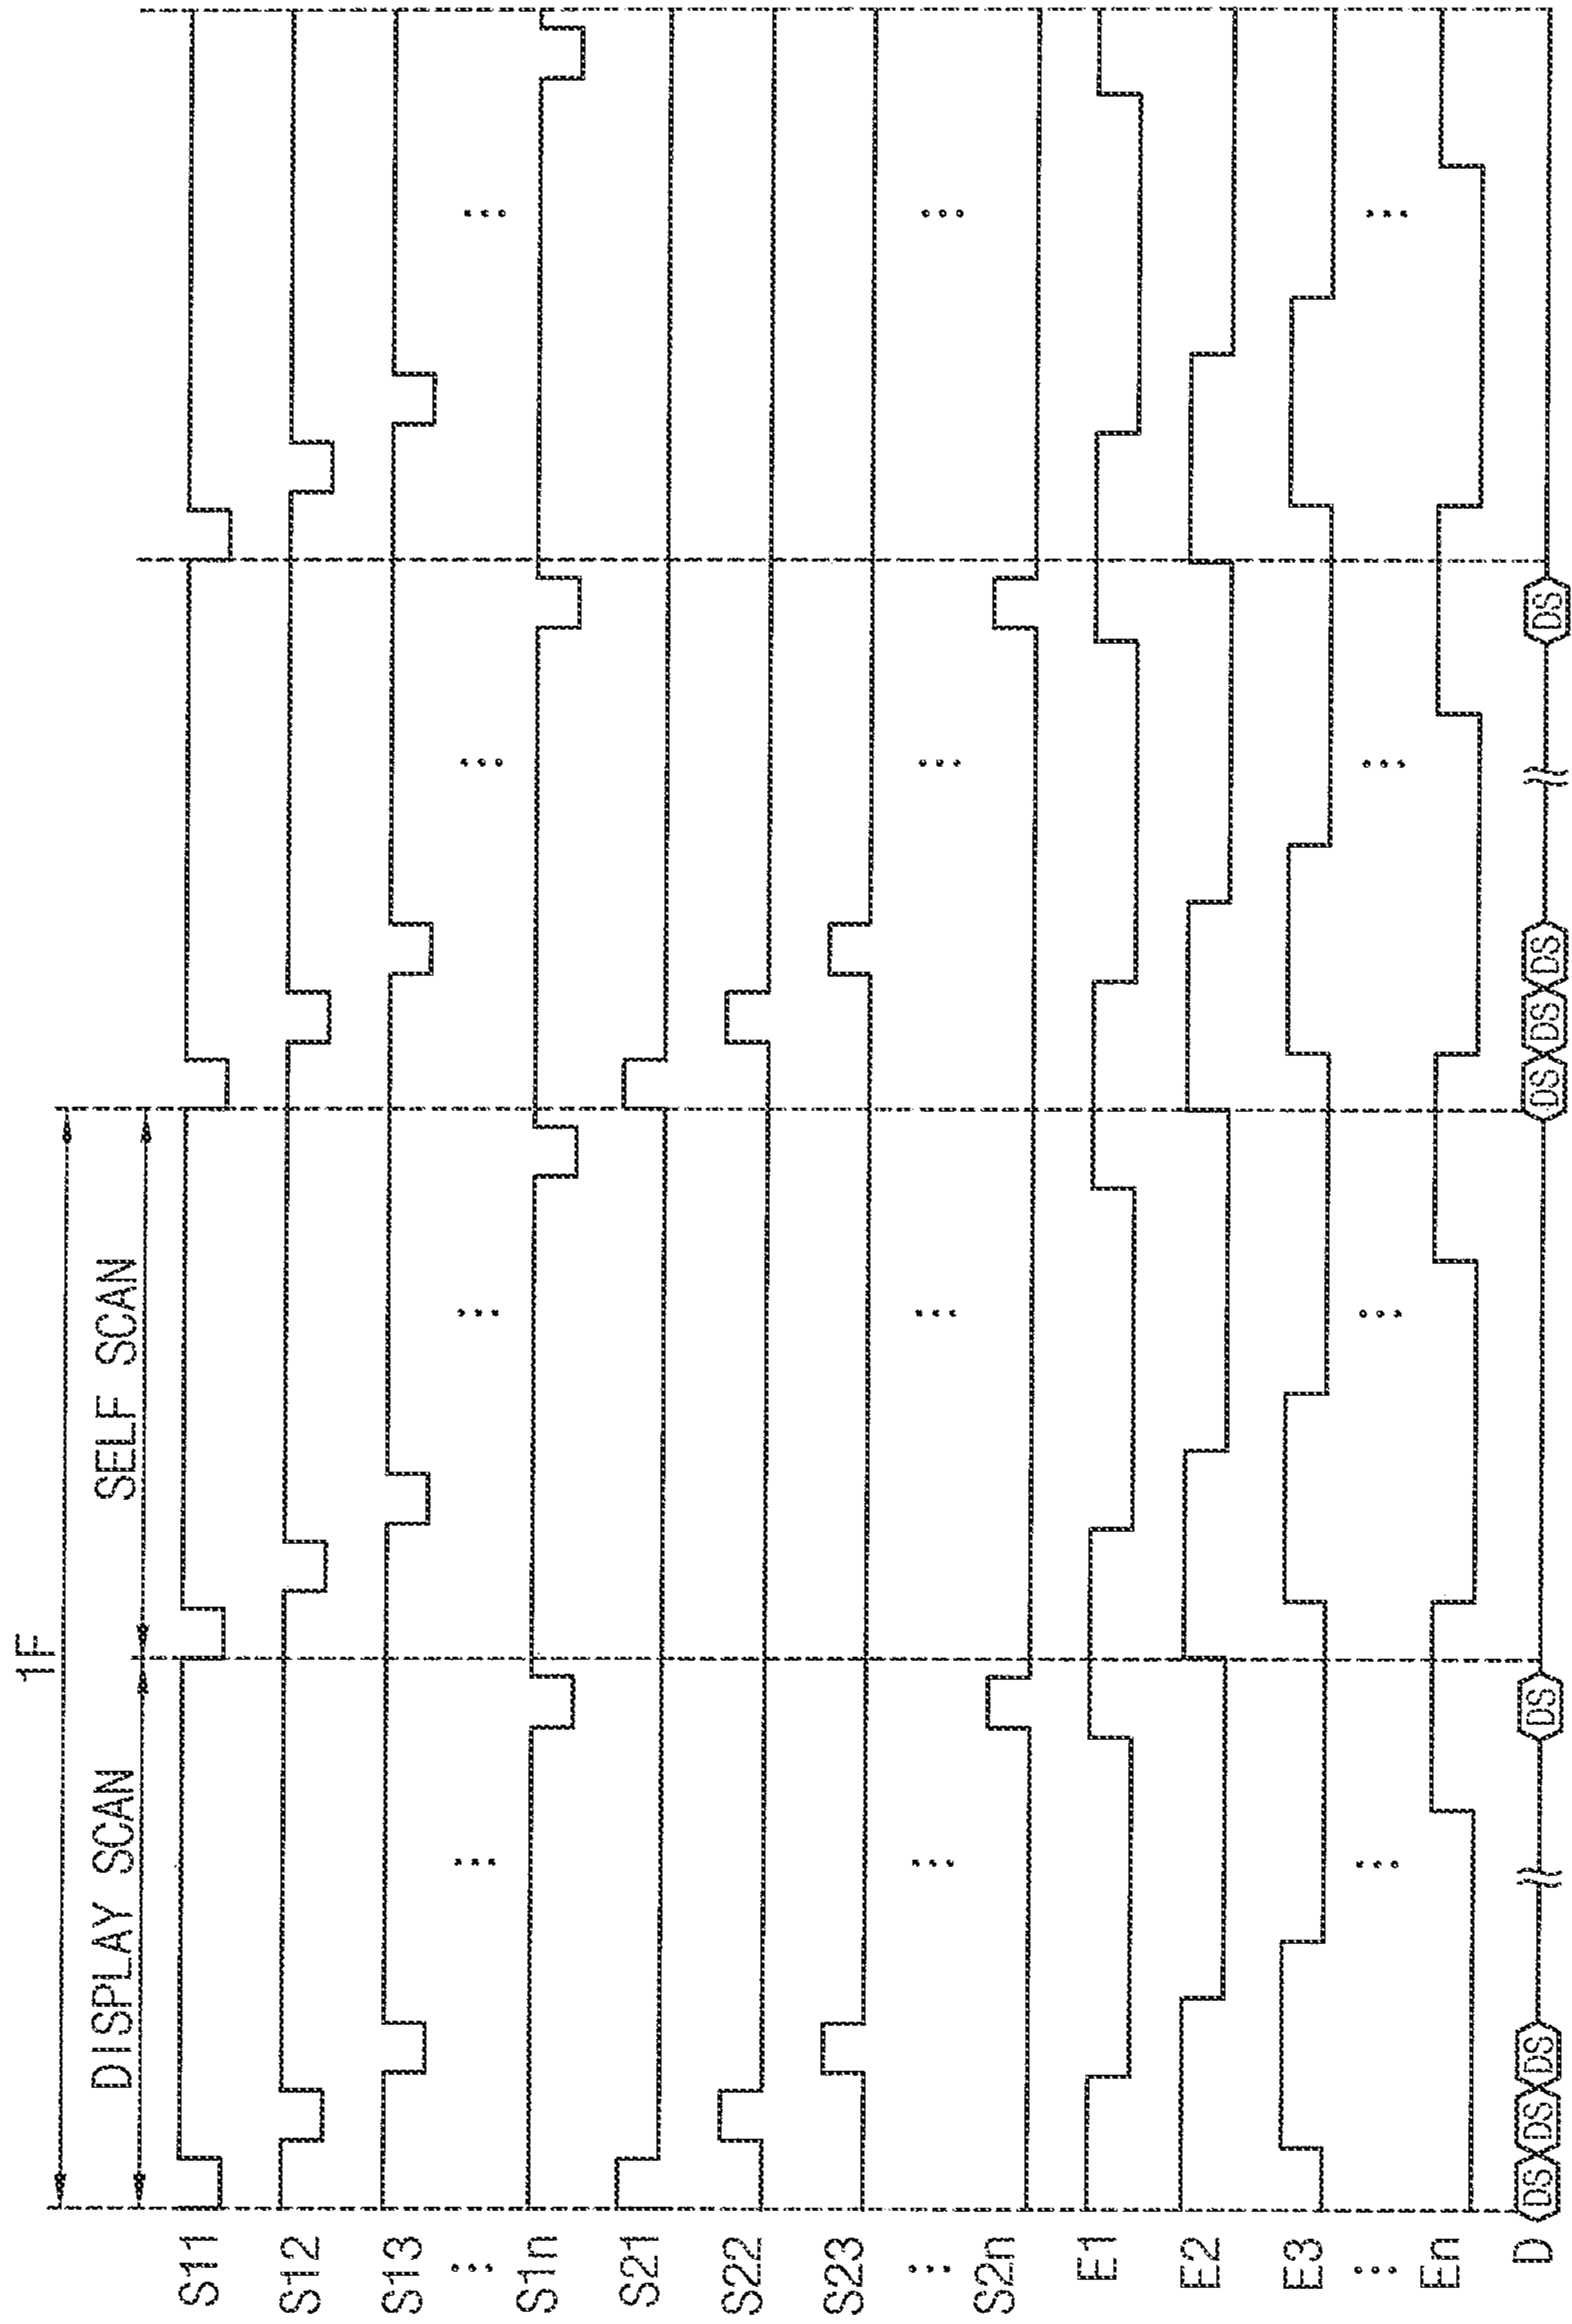 1F
DISPLAY SCAN SELF SCAN
S11
S12
S13
S1n
S21
S22
S23
S2n
E1
E2
E3
En
D DS DS DS DS DS DS DS DS